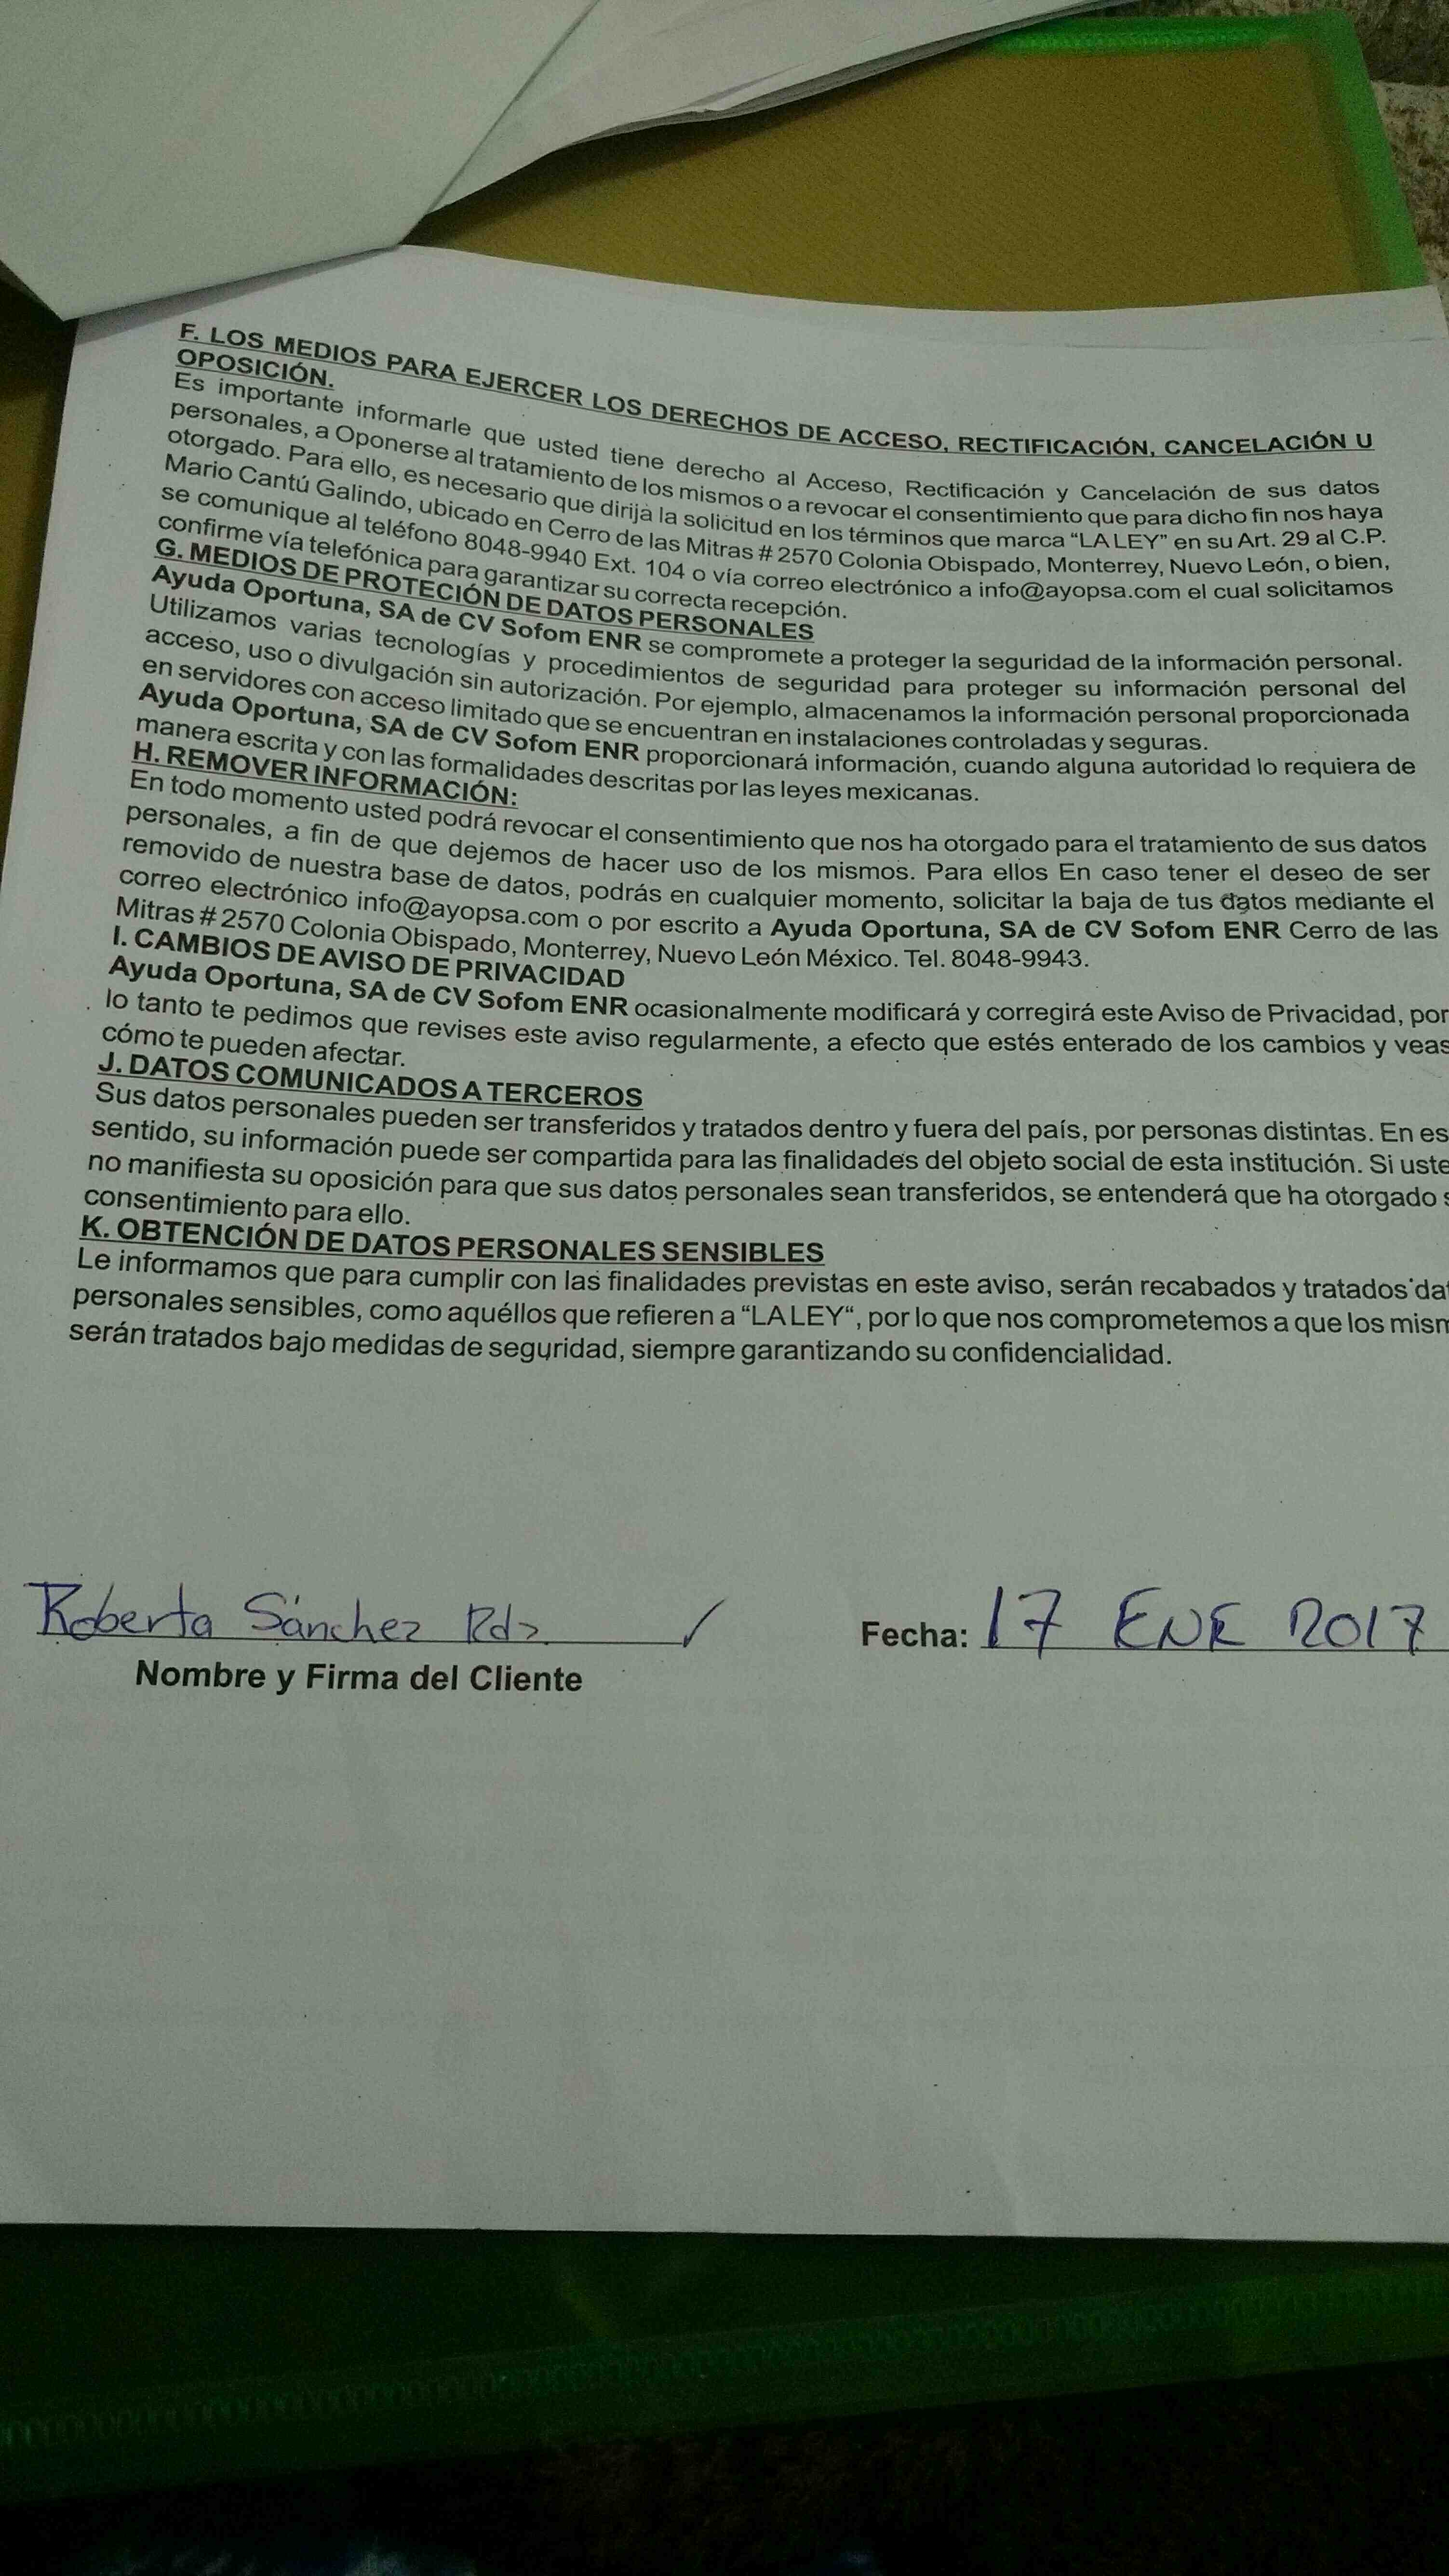 F. LOS MEDIOS PARA EJERCER LOS DERECHOS DE ACCESO, RECTIFICACIÓN, CANCELACIÓN U
OPOSICIÓN.
Es importante informarle que usted tiene derecho al Acceso, Rectificación y Cancelación de sus datos
personales, a Oponerse al tratamiento de los mismos o a revocar el consentimiento que para dicho fin nos haya
otorgado. Para ello, es necesario que dirija la solicitud en los términos que marca “LA LEY” en su Art. 29 al C.P.
Mario Cantú Galindo, ubicado en Cerro de las Mitras # 2570 Colonia Obispado, Monterrey, Nuevo León, o bien,
se comunique al teléfono 8048-9940 Ext. 104 o vía correo electrónico a info@ayopsa.com el cual solicitamos
confirme vía telefónica para garantizar su correcta recepción.
G. MEDIOS DE PROTECIÓN DE DATOS PERSONALES
Ayuda Oportuna, SA de CV Sofom ENR se compromete a proteger la seguridad de la información personal.
Utilizamos varias tecnologías y procedimientos de seguridad para proteger su información personal del
acceso, uso o divulgación sin autorización. Por ejemplo, almacenamos la información personal proporcionada
en servidores con acceso limitado que se encuentran en instalaciones controladas y seguras.
Ayuda Oportuna, SA de CV Sofom ENR proporcionará información, cuando alguna autoridad lo requiera de
manera escrita y con las formalidades descritas por las leyes mexicanas.
H. REMOVER INFORMACIÓN:
En todo momento usted podrá revocar el consentimiento que nos ha otorgado para el tratamiento de sus datos
personales, a fin de que dejemos de hacer uso de los mismos. Para ellos En caso tener el deseo de ser
removido de nuestra base de datos, podrás en cualquier momento, solicitar la baja de tus datos mediante el
correo electrónico info@ayopsa.com o por escrito a Ayuda Oportuna, SA de CV Sofom ENR Cerro de las
Mitras # 2570 Colonia Obispado, Monterrey, Nuevo León México. Tel. 8048-9943.
I. CAMBIOS DE AVISO DE PRIVACIDAD
Ayuda Oportuna, SA de CV Sofom ENR ocasionalmente modificará y corregirá este Aviso de Privacidad, por
lo tanto te pedimos que revises este aviso regularmente, a efecto que estés enterado de los cambios y veas
cómo te pueden afectar.
J. DATOS COMUNICADOS A TERCEROS
Sus datos personales pueden ser transferidos y tratados dentro y fuera del país, por personas distintas. En es
sentido, su información puede ser compartida para las finalidades del objeto social de esta institución. Si uste
no manifiesta su oposición para que sus datos personales sean transferidos, se entenderá que ha otorgado s
consentimiento para ello.
K. OBTENCIÓN DE DATOS PERSONALES SENSIBLES
Le informamos que para cumplir con las finalidades previstas en este aviso, serán recabados y tratados dat
personales sensibles, como aquéllos que refieren a “LA LEY“, por lo que nos comprometemos a que los mism
serán tratados bajo medidas de seguridad, siempre garantizando su confidencialidad.
Roberta Sánchez Rdz
Nombre y Firma del Cliente
Fecha: 17 ENE 2017